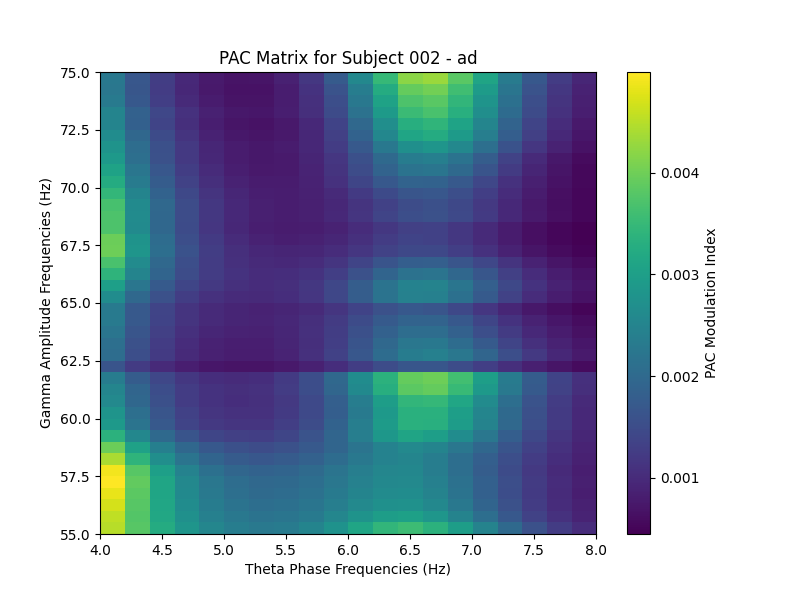 PAC Matrix for Subject 002 - ad
75.0
72.5
70.0
67.5
65.0
62.5
60.0
57.5
55.0
Gamma Amplitude Frequencies (Hz)
4.0 4.5 5.0 5.5 6.0 6.5 7.0 7.5 8.0
Theta Phase Frequencies (Hz)
0.004
0.003
0.002
0.001
PAC Modulation Index